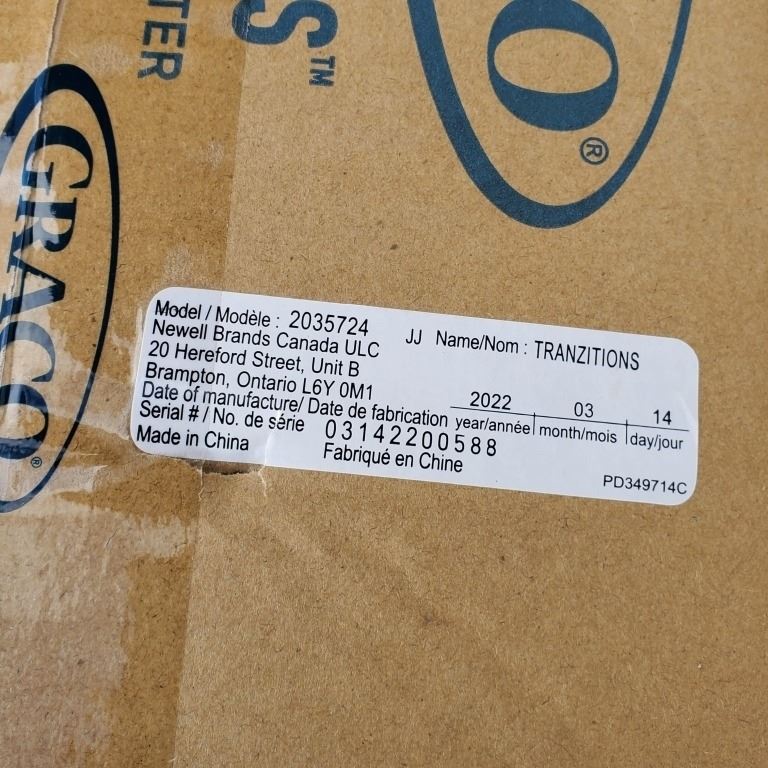 TER
S™
O®
GRACO®
Model / Modèle : 2035724 JJ Name/Nom : TRANZITIONS
Newell Brands Canada ULC
20 Hereford Street, Unit B
Brampton, Ontario L6Y 0M1
2022 03 14
Date of manufacture/ Date de fabrication year/année month/mois day/jour
Serial # / No. de série 03142200588
Made in China Fabriqué en Chine
PD349714C